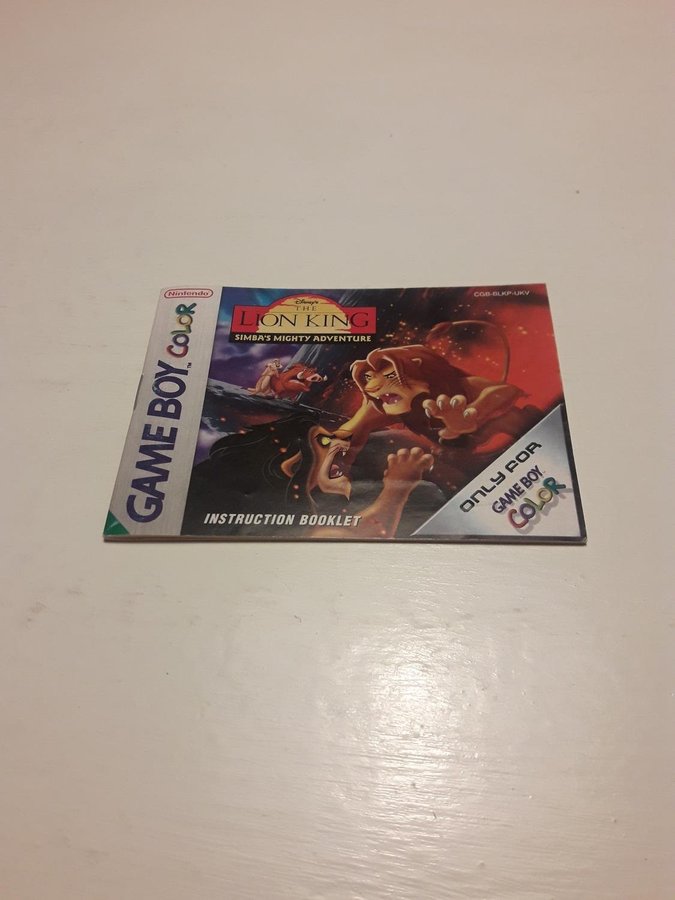 Nintendo
GAME BOY COLOR
Disney's
THE
LION KING
SIMBA'S MIGHTY ADVENTURE
CGB-BLKP-UKV
INSTRUCTION BOOKLET
ONLY FOR
GAME BOY
COLOR